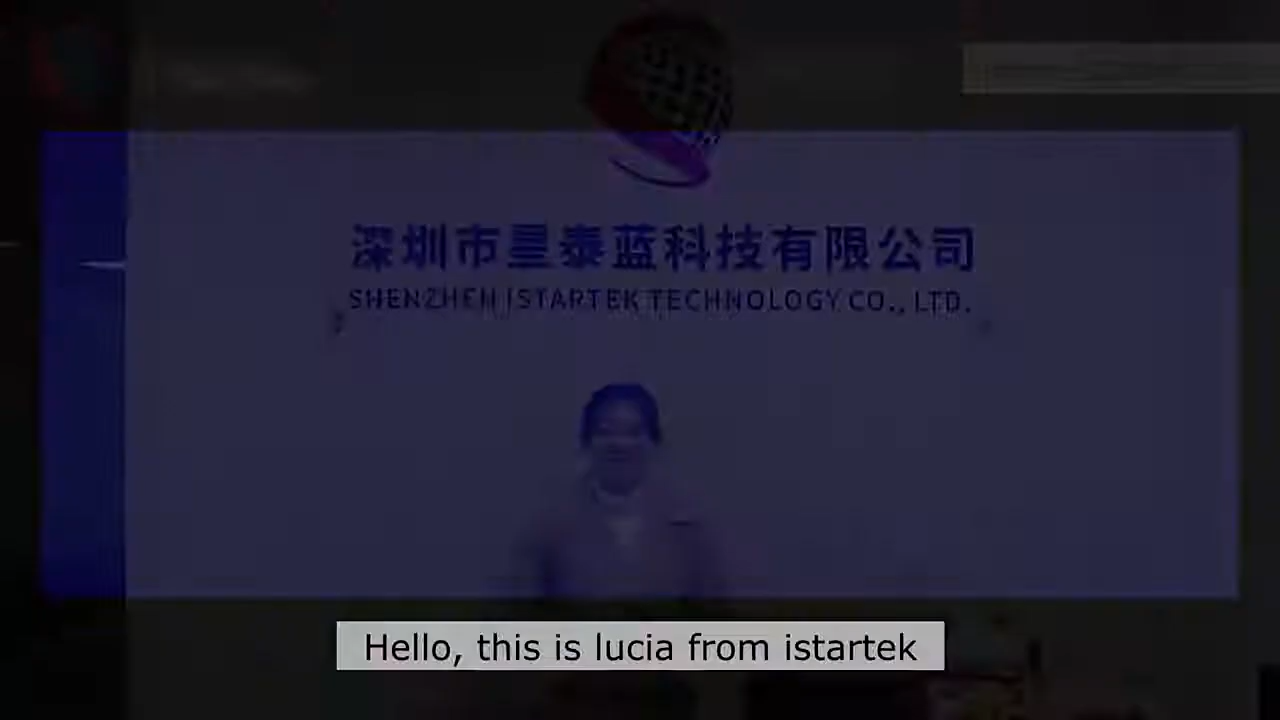 深圳市星泰蓝科技有限公司
SHENZHEN ISTARTEK TECHNOLOGY CO., LTD.
Hello, this is lucia from istartek